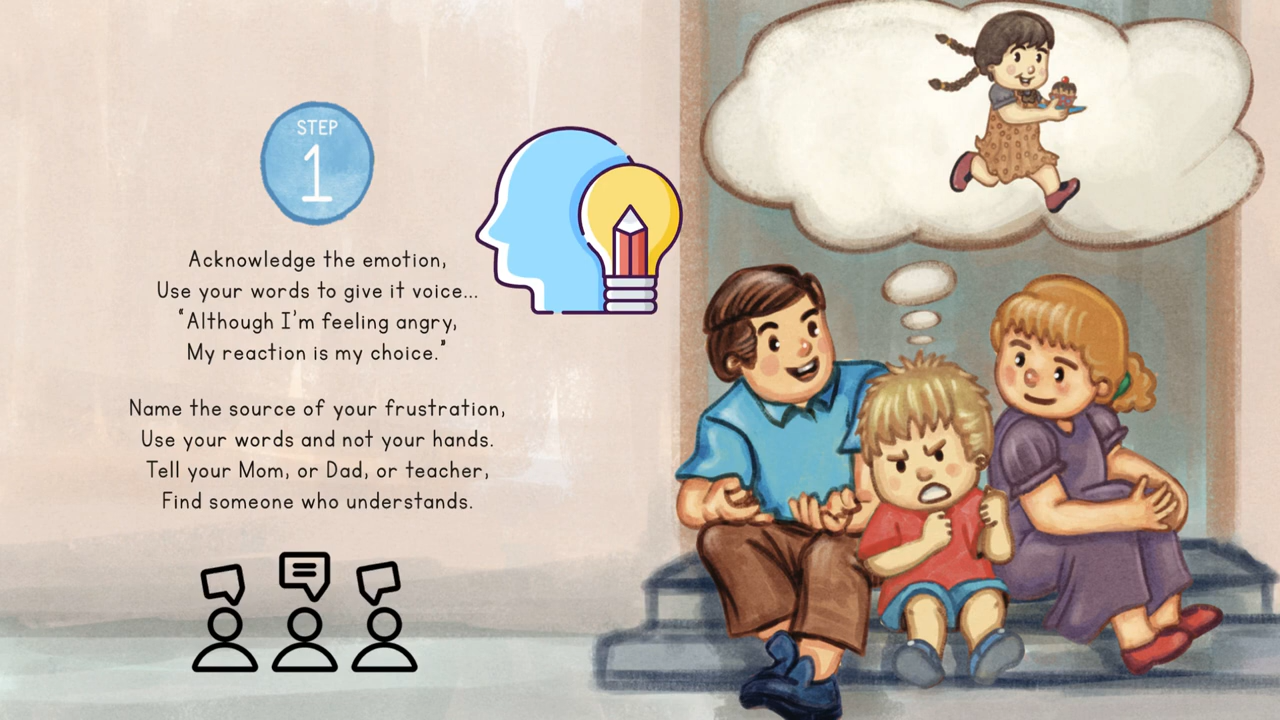 STEP
1
Acknowledge the emotion,
Use your words to give it voice...
“Although I'm feeling angry,
My reaction is my choice.”
Name the source of your frustration,
Use your words and not your hands.
Tell your Mom, or Dad, or teacher,
Find someone who understands.